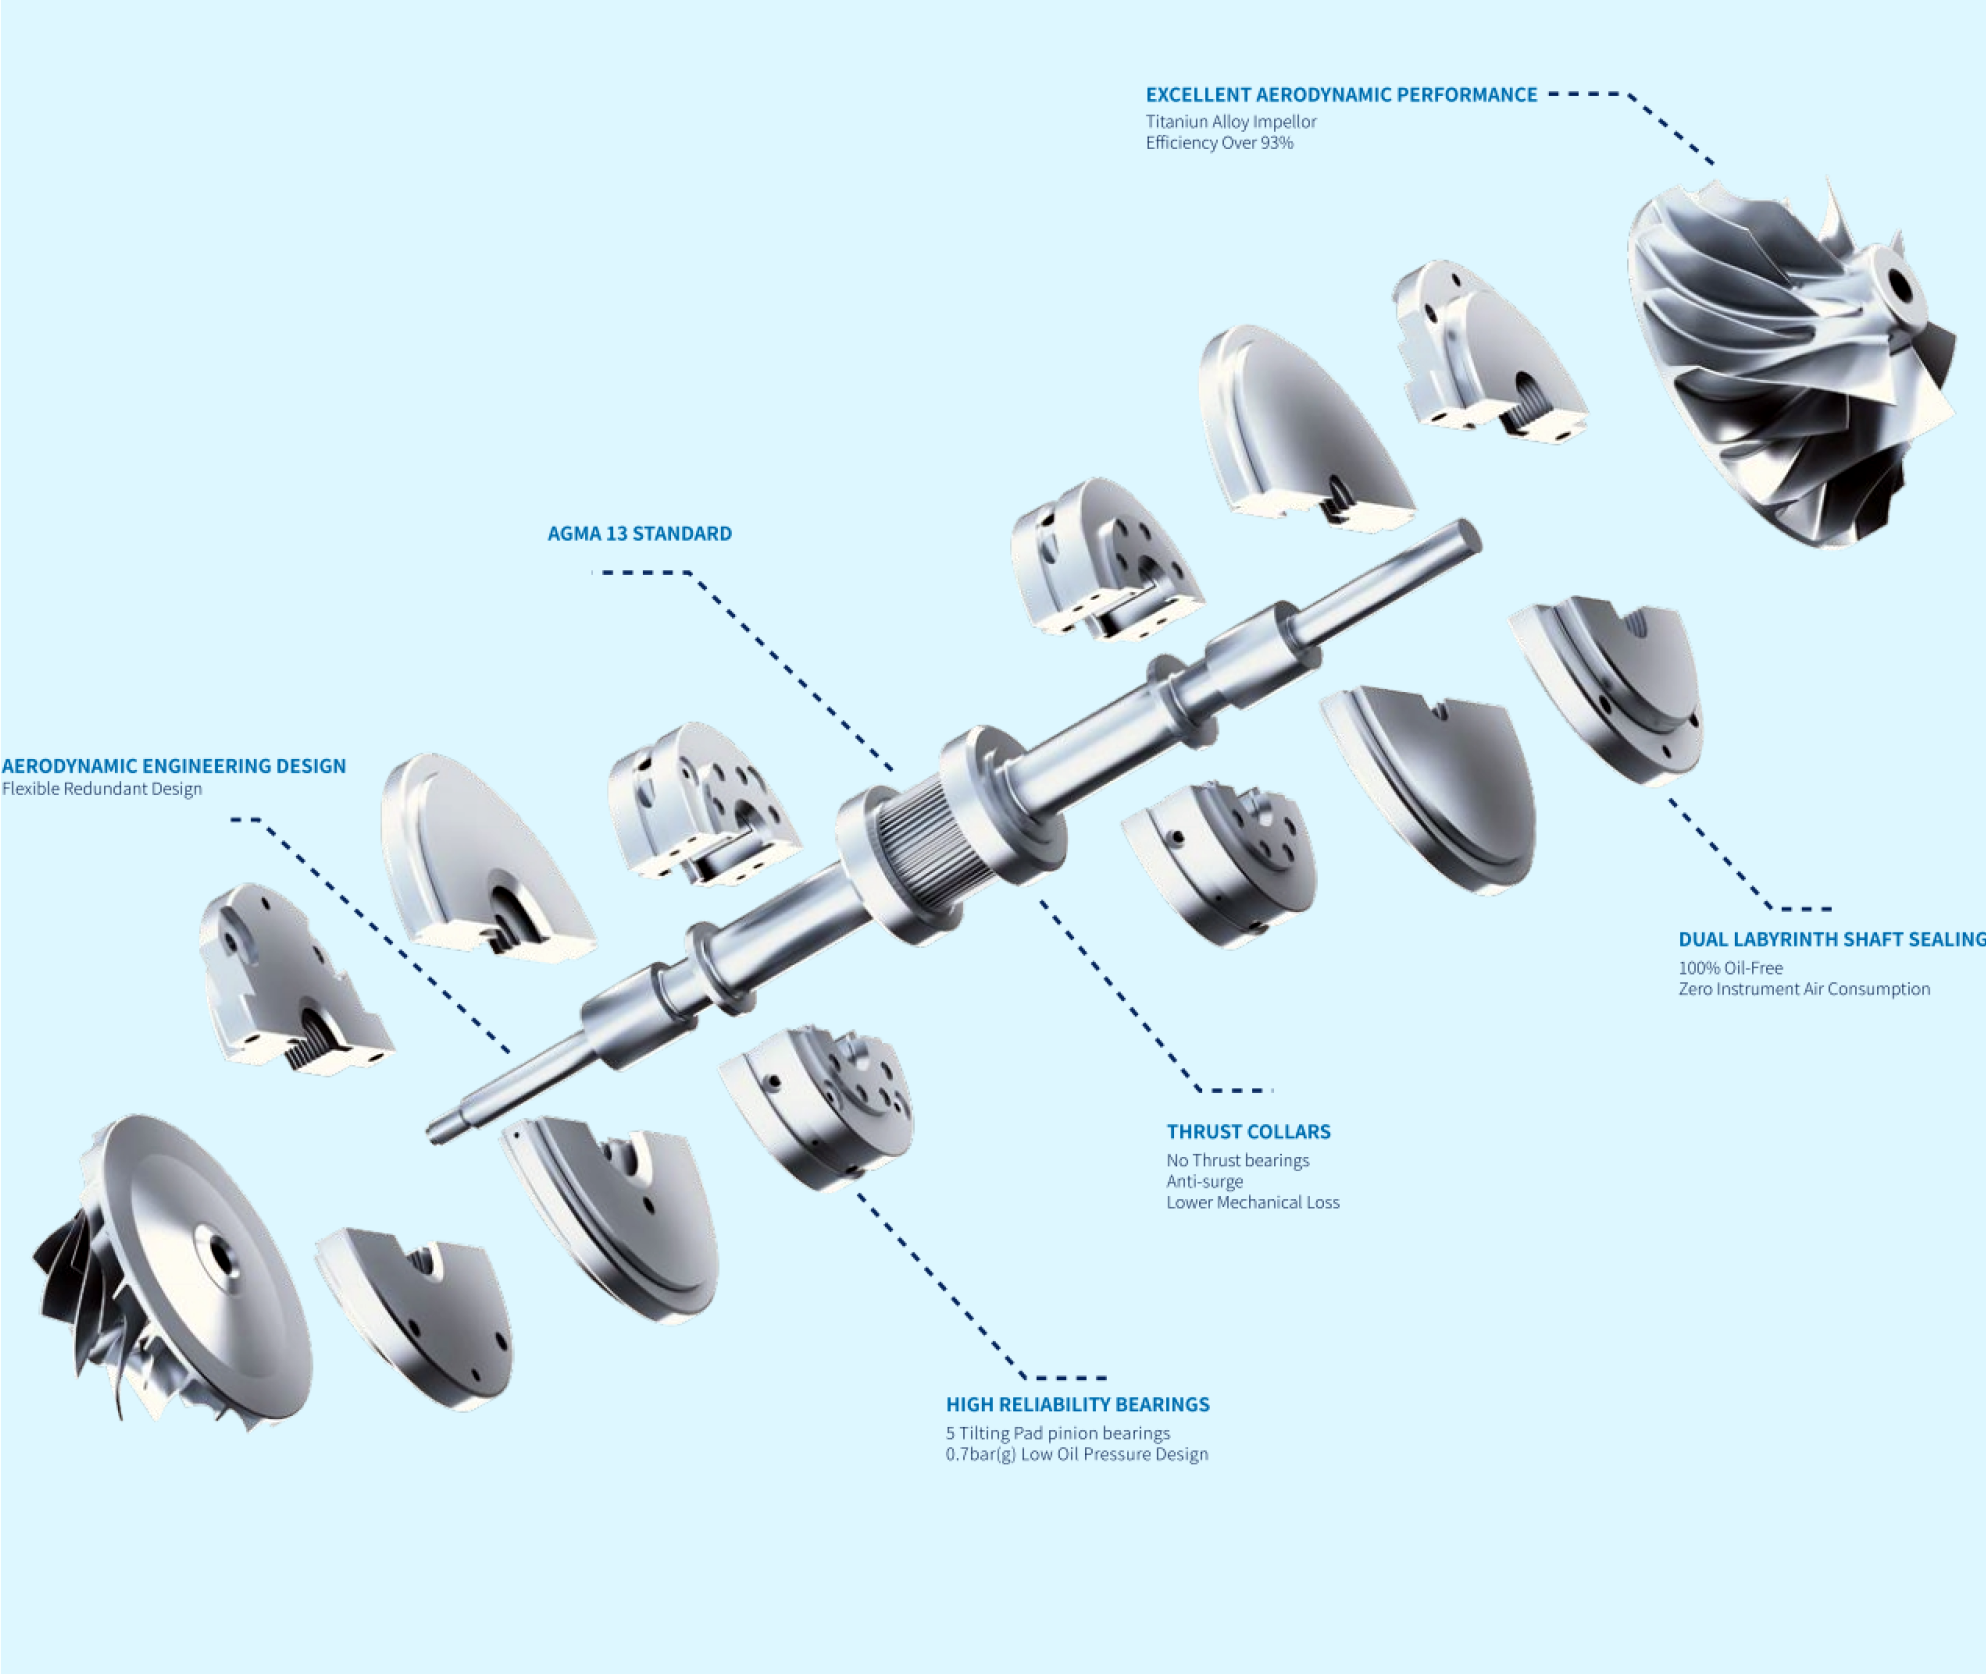 EXCELLENT AERODYNAMIC PERFORMANCE
Titaniun Alloy Impellor
Efficiency Over 93%
AGMA 13 STANDARD
AERODYNAMIC ENGINEERING DESIGN
Flexible Redundant Design
DUAL LABYRINTH SHAFT SEALING
100% Oil-Free
Zero Instrument Air Consumption
THRUST COLLARS
No Thrust bearings
Anti-surge
Lower Mechanical Loss
HIGH RELIABILITY BEARINGS
5 Tilting Pad pinion bearings
0.7bar(g) Low Oil Pressure Design